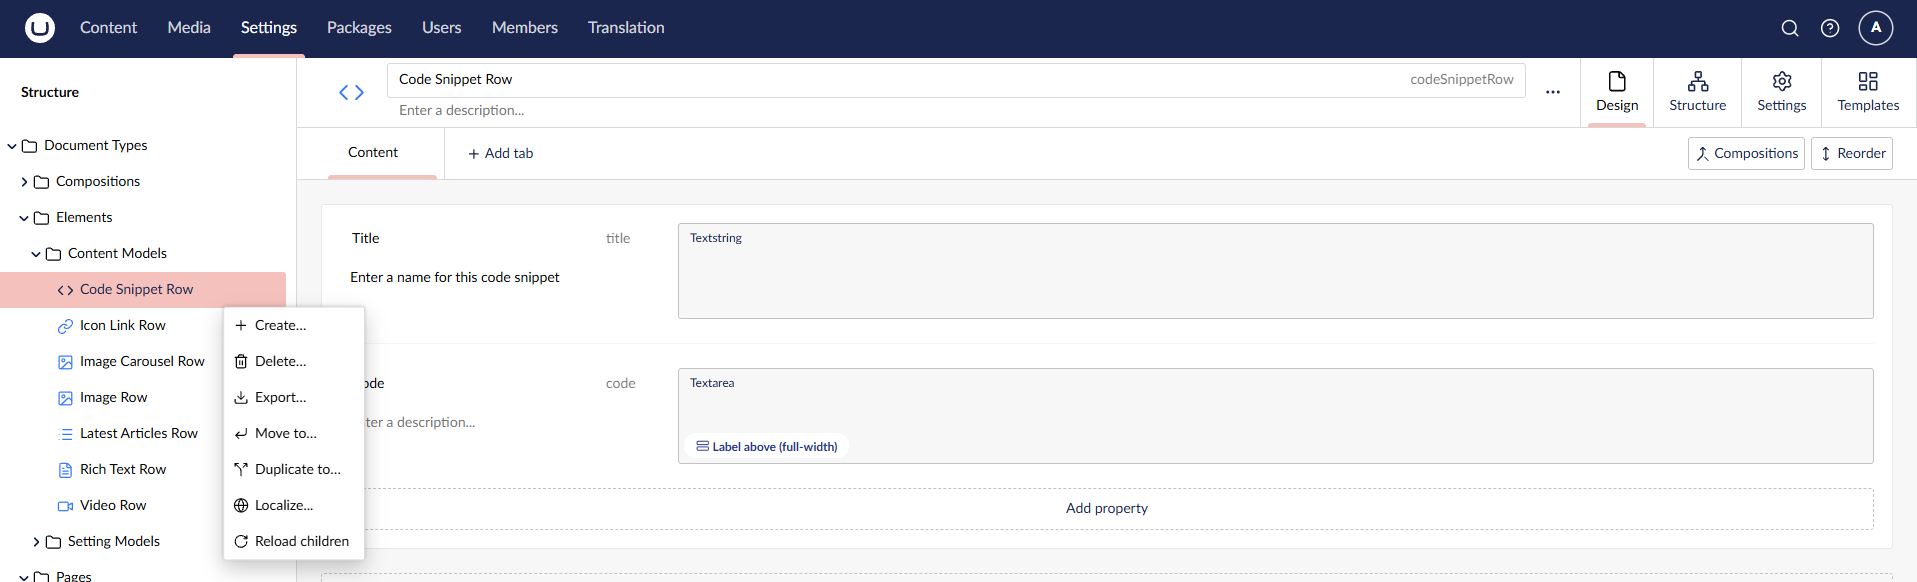 Content Media Settings Packages Users Members Translation A
Structure
Document Types
Compositions
Elements
Content Models
Code Snippet Row
Icon Link Row
Image Carousel Row
Image Row
Latest Articles Row
Rich Text Row
Video Row
Setting Models
Pages
Create...
Delete...
Export...
Move to...
Duplicate to...
Localize...
Reload children
Code Snippet Row codeSnippetRow
Enter a description...
Design Structure Settings Templates
Content Add tab Compositions Reorder
Title title Textstring
Enter a name for this code snippet
ode code Textarea
ter a description...
Label above (full-width)
Add property